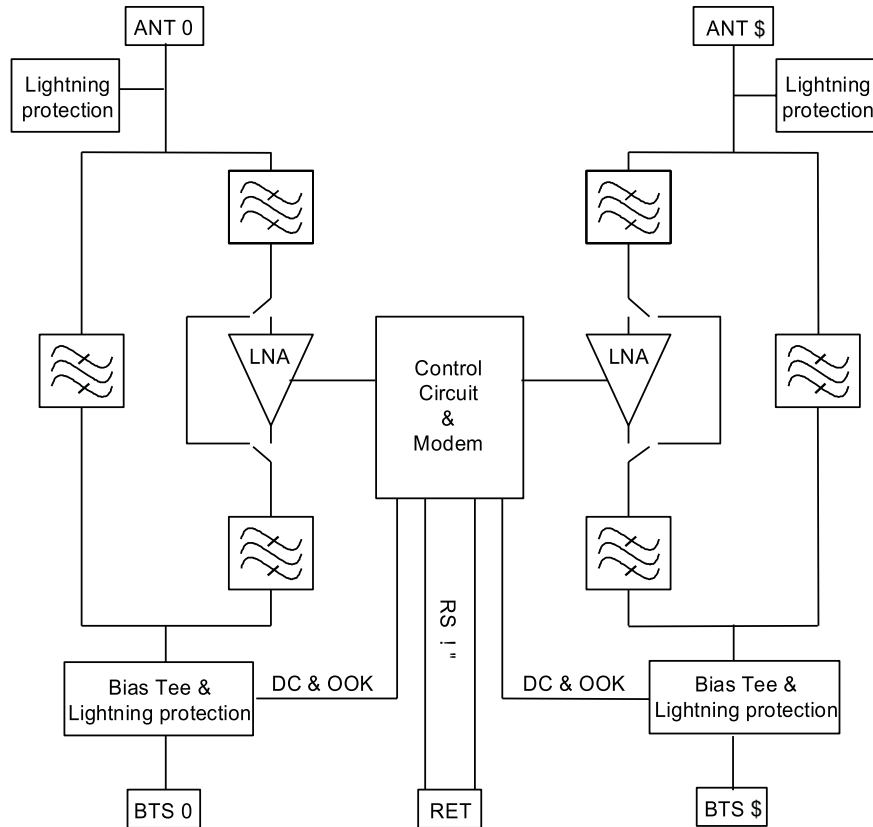 ANT 0
ANT $
Lightning
protection
Lightning
protection
LNA
Control
Circuit
&
Modem
LNA
RS !"
DC & OOK
DC & OOK
Bias Tee &
Lightning protection
Bias Tee &
Lightning protection
BTS 0
RET
BTS $